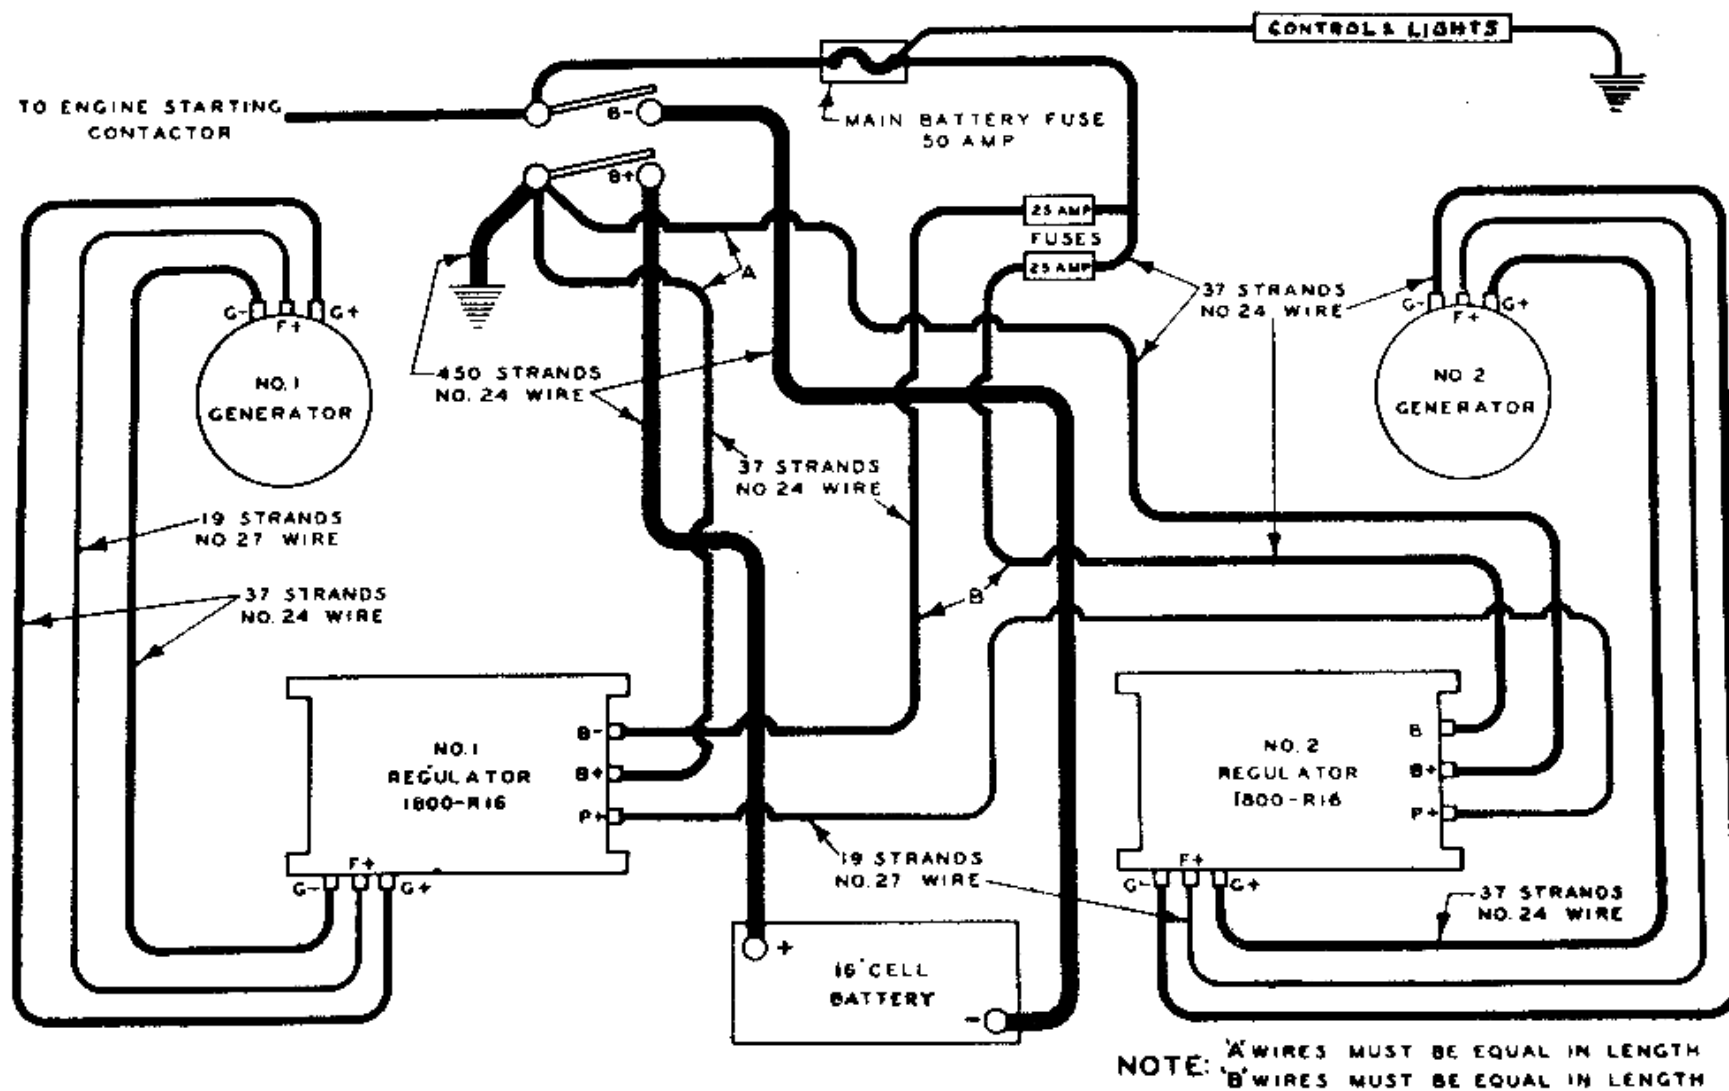 CONTROL & LIGHTS
TO ENGINE STARTING
CONTACTOR
B-
MAIN BATTERY FUSE
50 AMP
B+
25 AMP
FUSES
25 AMP
A
37 STRANDS
NO. 24 WIRE
G-
F+
G+
G-
F+
G+
NO. 1
GENERATOR
450 STRANDS
NO. 24 WIRE
NO. 2
GENERATOR
37 STRANDS
NO. 24 WIRE
19 STRANDS
NO. 27 WIRE
37 STRANDS
NO. 24 WIRE
B
NO. 1
REGULATOR
1800-R16
B-
B+
P+
NO. 2
REGULATOR
1800-R16
B
B+
P+
F+
G-
G+
19 STRANDS
NO. 27 WIRE
F+
G-
G+
37 STRANDS
NO. 24 WIRE
+
16 CELL
BATTERY
-
NOTE: 'A' WIRES MUST BE EQUAL IN LENGTH
'B' WIRES MUST BE EQUAL IN LENGTH